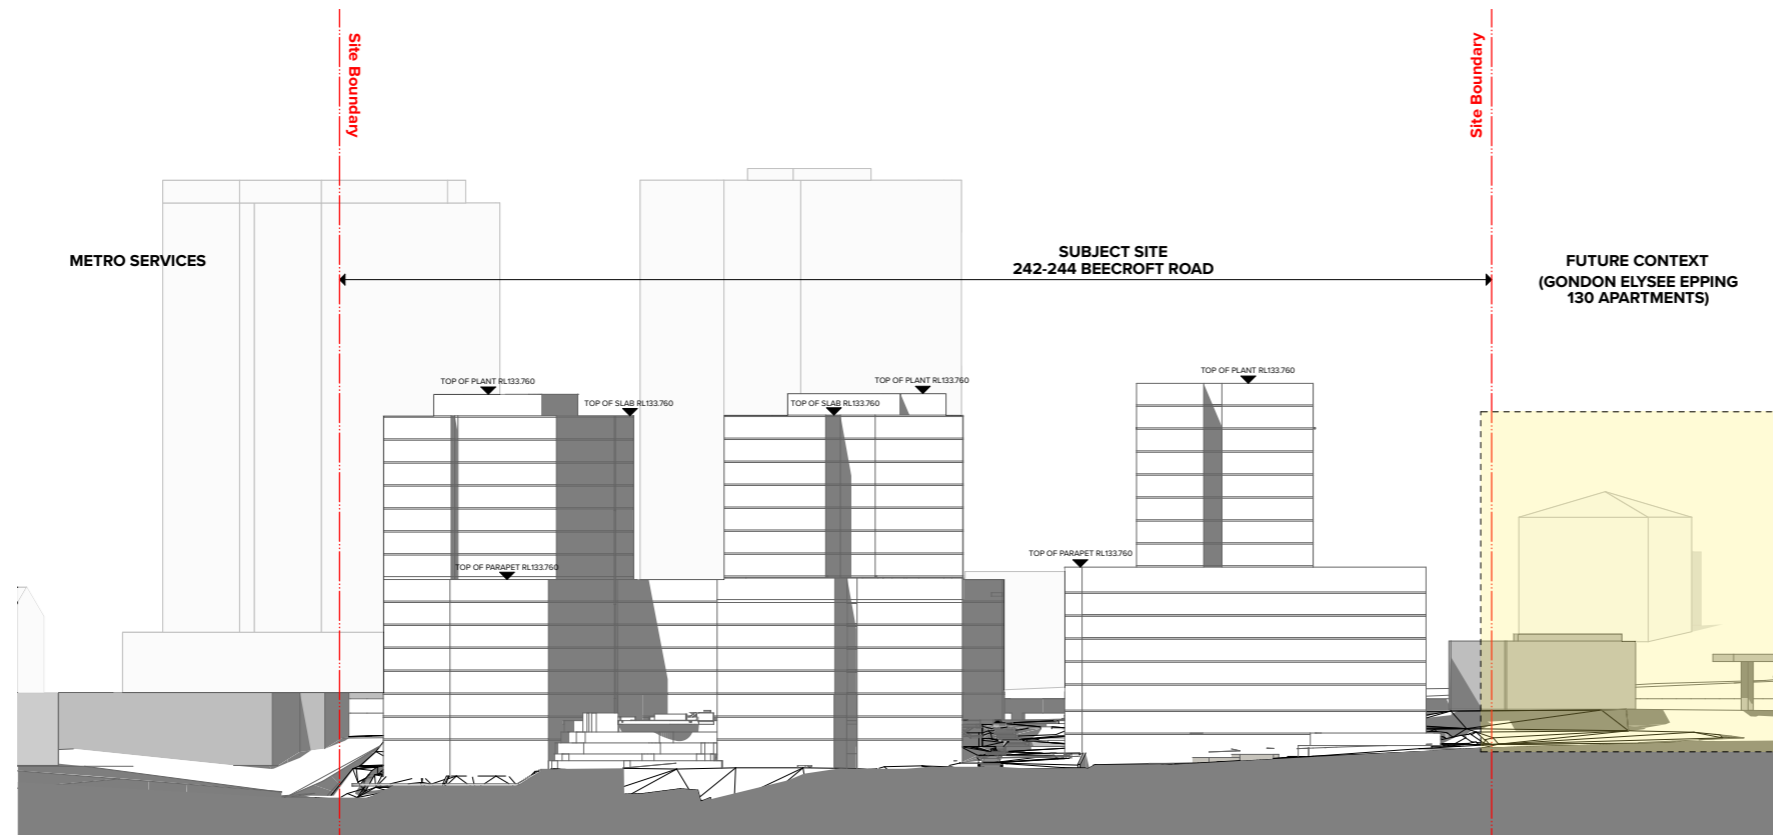 Site Boundary
Site Boundary
METRO SERVICES
SUBJECT SITE
242-244 BEECROFT ROAD
FUTURE CONTEXT
(GONDON ELYSEE EPPING
130 APARTMENTS)
TOP OF PLANT RL133.760
TOP OF SLAB RL133.760
TOP OF PLANT RL133.760
TOP OF SLAB RL133.760
TOP OF PLANT RL133.760
TOP OF PARAPET RL133.760
TOP OF PARAPET RL133.760